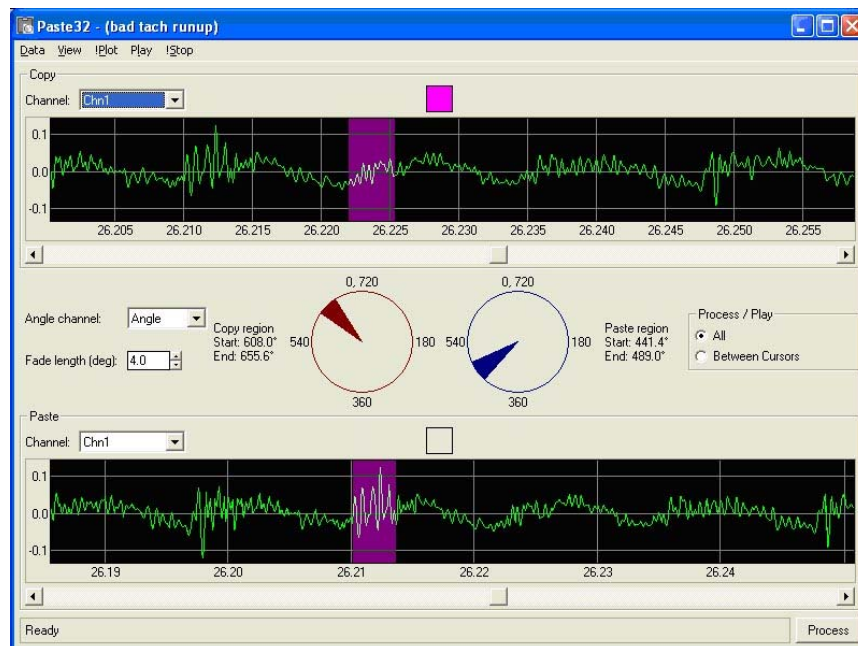 Paste32 - (bad tach runup)
Data View !Plot Play !Stop
Copy
Channel: Chn1
0.1
0.0
-0.1
26.205 26.210 26.215 26.220 26.225 26.230 26.235 26.240 26.245 26.250 26.255
Angle channel: Angle
Fade length (deg): 4.0
Copy region
Start: 608.0°
End: 655.6°
0, 720
540 180
360
0, 720
540 180
360
Paste region
Start: 441.4°
End: 489.0°
Process / Play
All
Between Cursors
Paste
Channel: Chn1
0.1
0.0
-0.1
26.19 26.20 26.21 26.22 26.23 26.24
Ready Process